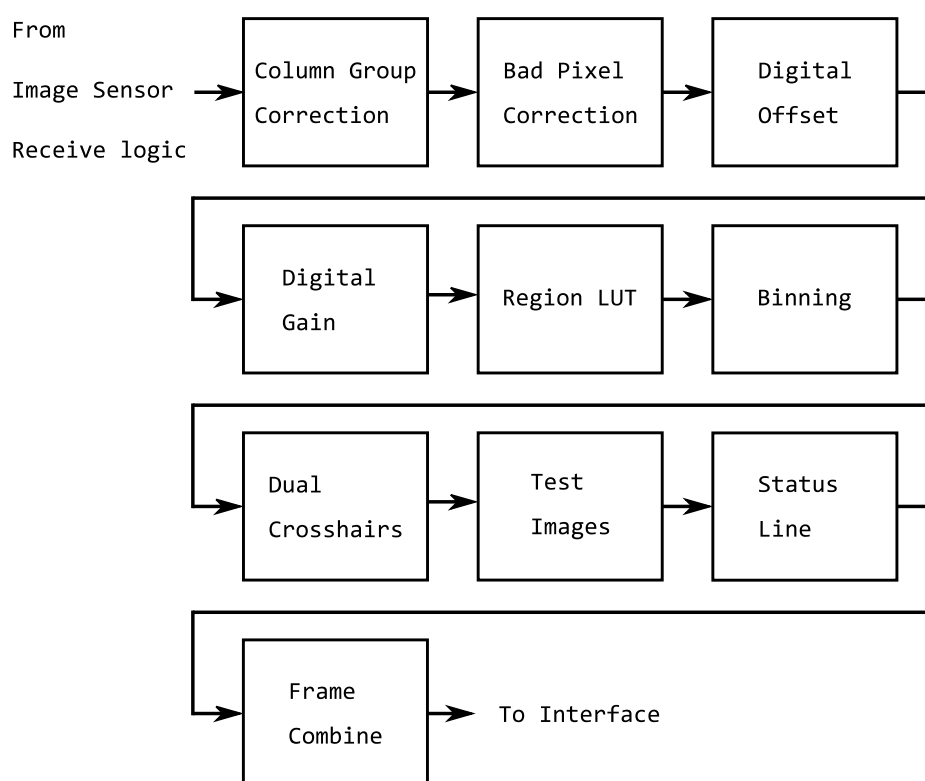 From
Image Sensor
Receive logic
Column Group
Correction
Bad Pixel
Correction
Digital
Offset
Digital
Gain
Region LUT
Binning
Dual
Crosshairs
Test
Images
Status
Line
Frame
Combine
To Interface